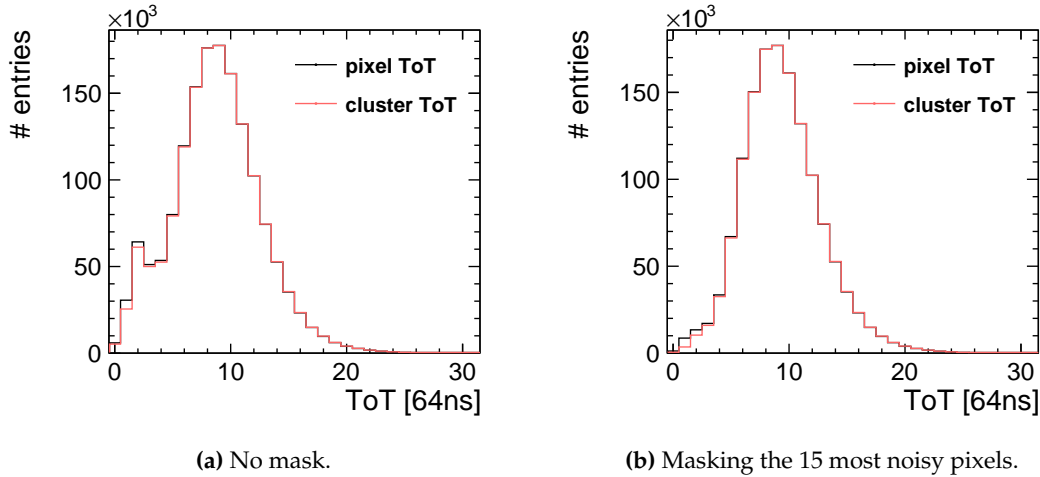 ×10³
# entries
150
100
50
0
0 10 20 30
ToT [64ns]
pixel ToT
cluster ToT
(a) No mask.
×10³
# entries
150
100
50
0
0 10 20 30
ToT [64ns]
pixel ToT
cluster ToT
(b) Masking the 15 most noisy pixels.